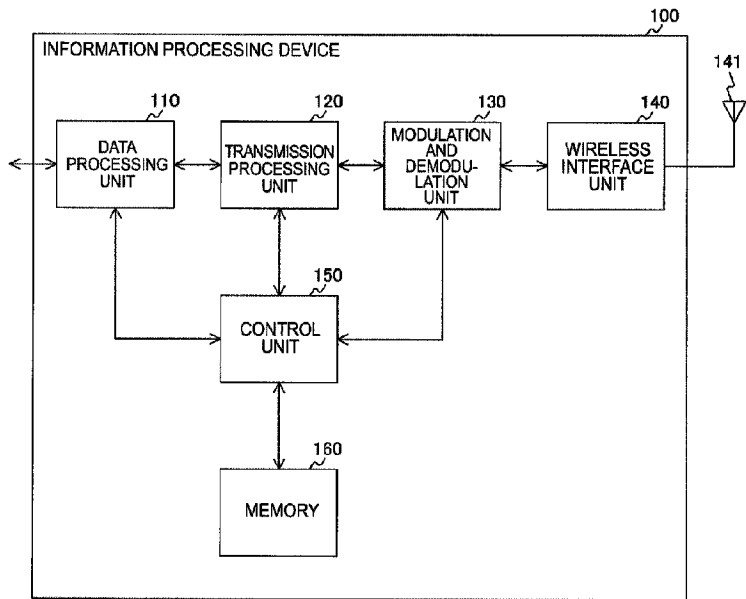 100
INFORMATION PROCESSING DEVICE
141
110
120
130
140
DATA
PROCESSING
UNIT
TRANSMISSION
PROCESSING
UNIT
MODULATION
AND
DEMODU-
LATION
UNIT
WIRELESS
INTERFACE
UNIT
150
CONTROL
UNIT
160
MEMORY